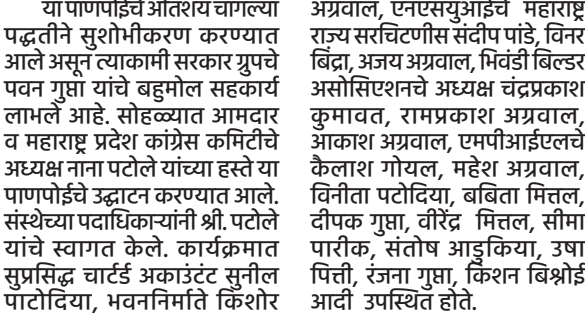 या पाणपोईचे अतिशय चांगल्या
पद्धतीने सुशोभीकरण करण्यात
आले असून त्याकामी सरकार ग्रुपचे
पवन गुप्ता यांचे बहुमोल सहकार्य
लाभले आहे. सोहळ्यात आमदार
व महाराष्ट्र प्रदेश कांग्रेस कमिटीचे
अध्यक्ष नाना पटोले यांच्या हस्ते या
पाणपोईचे उद्घाटन करण्यात आले.
संस्थेच्या पदाधिकाऱ्यांनी श्री. पटोले
यांचे स्वागत केले. कार्यक्रमात
सुप्रसिद्ध चार्टर्ड अकाउंटंट सुनील
पाटोदिया, भवननिर्माते किशोर
अग्रवाल, एनएसयुआईचे महाराष्ट्र
राज्य सरचिटणीस संदीप पांडे, विनर
बिंद्रा, अजय अग्रवाल, भिवंडी बिल्डर
असोसिएशनचे अध्यक्ष चंद्रप्रकाश
कुमावत, रामप्रकाश अग्रवाल,
आकाश अग्रवाल, एमपीआईएलचे
कैलाश गोयल, महेश अग्रवाल,
विनीता पटोदिया, बबिता मित्तल,
दीपक गुप्ता, वीरेंद्र मित्तल, सीमा
पारीक, संतोष आडुकिया, उषा
पित्ती, रंजना गुप्ता, किशन बिश्नोई
आदी उपस्थित होते.